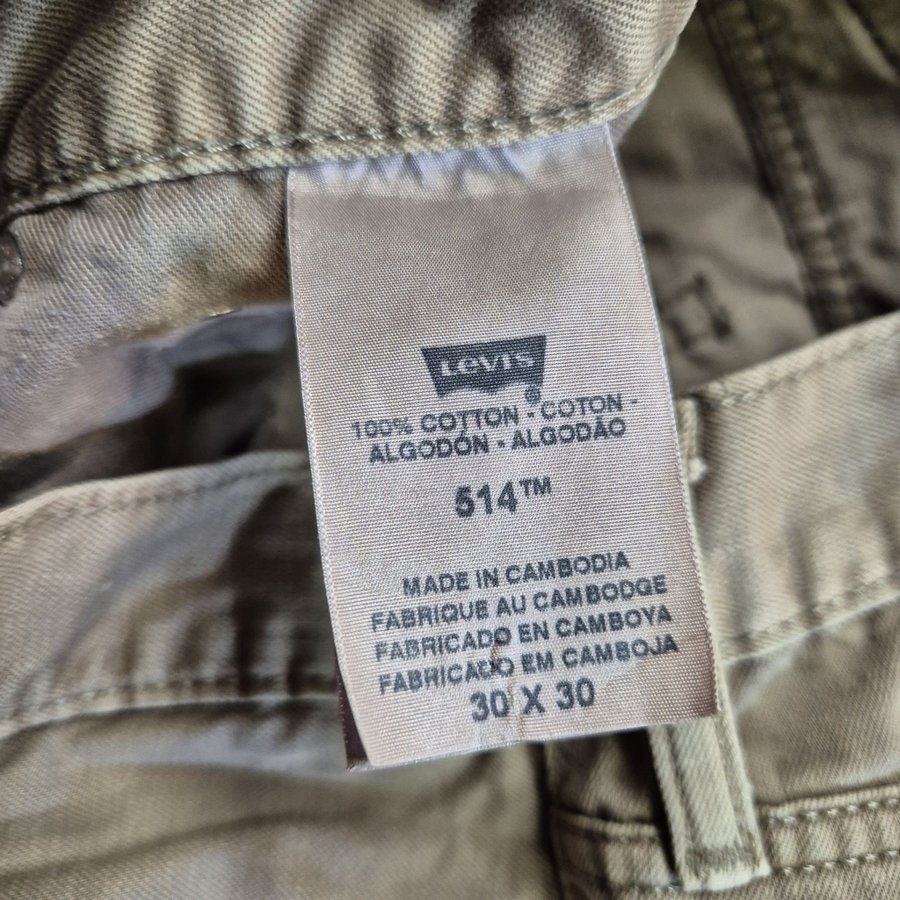 LEVI'S®
100% COTTON - COTON -
ALGODÓN - ALGODÃO
514™
MADE IN CAMBODIA
FABRIQUE AU CAMBODGE
FABRICADO EN CAMBOYA
FABRICADO EM CAMBOJA
30 X 30